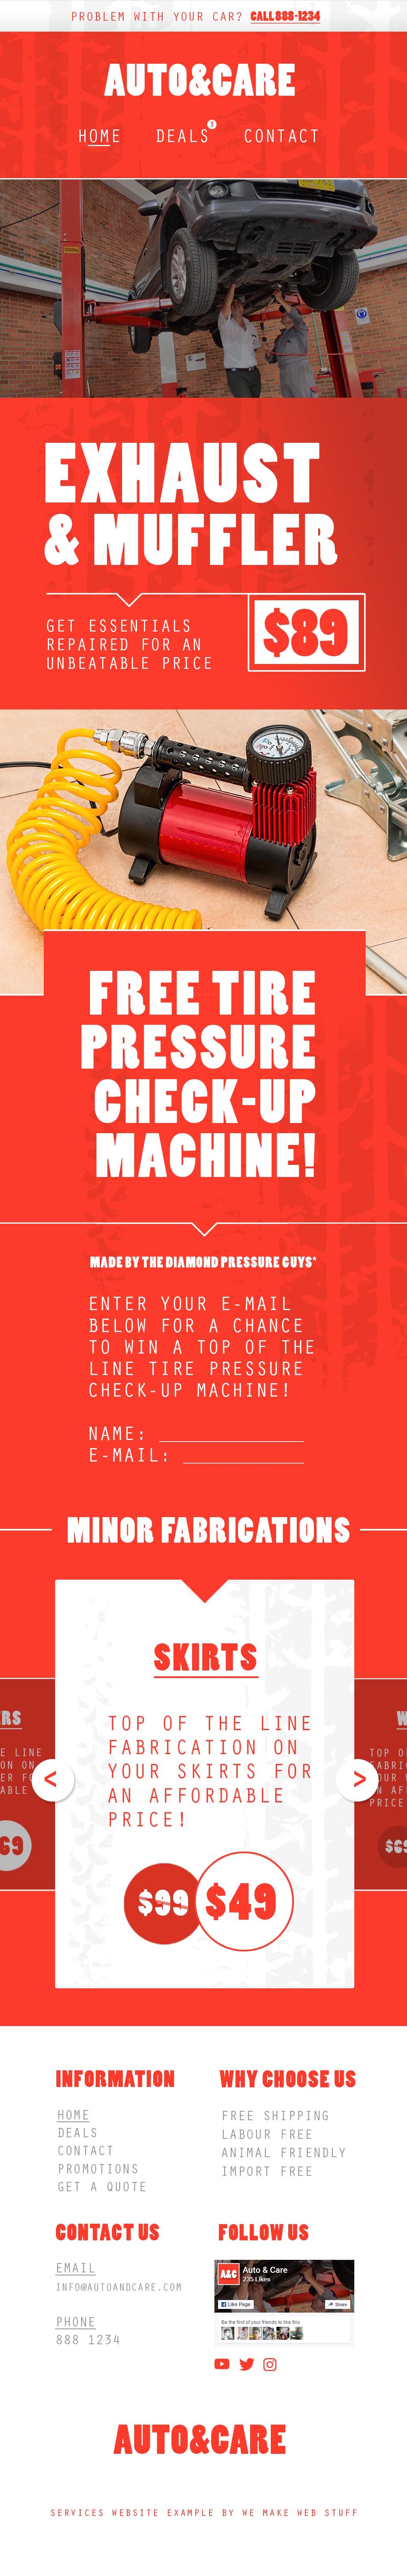 PROBLEM WITH YOUR CAR? CALL 888-1234
AUTO&CARE
HOME DEALS 3 CONTACT
EXHAUST
& MUFFLER
GET ESSENTIALS
REPAIRED FOR AN
UNBEATABLE PRICE
$89
FREE TIRE
PRESSURE
CHECK-UP
MACHINE!
MADE BY THE DIAMOND PRESSURE GUYS*
ENTER YOUR E-MAIL
BELOW FOR A CHANCE
TO WIN A TOP OF THE
LINE TIRE PRESSURE
CHECK-UP MACHINE!
NAME:
E-MAIL:
MINOR FABRICATIONS
SKIRTS
TOP OF THE LINE
FABRICATION ON
YOUR SKIRTS FOR
AN AFFORDABLE
PRICE!
$99 $49
<
>
RS
E LINE
ON ON
ER FO
ABLE
69
W
TOP O
FABRI
OUR
N AF
PRICE
INFORMATION
HOME
DEALS
CONTACT
PROMOTIONS
GET A QUOTE
WHY CHOOSE US
FREE SHIPPING
LABOUR FREE
ANIMAL FRIENDLY
IMPORT FREE
CONTACT US
EMAIL
INFO@AUTOANDCARE.COM
PHONE
888 1234
FOLLOW US
A&C
Auto & Care
235 Likes
Like Page
Share
Be the first of your friends to like this
AUTO&CARE
SERVICES WEBSITE EXAMPLE BY WE MAKE WEB STUFF